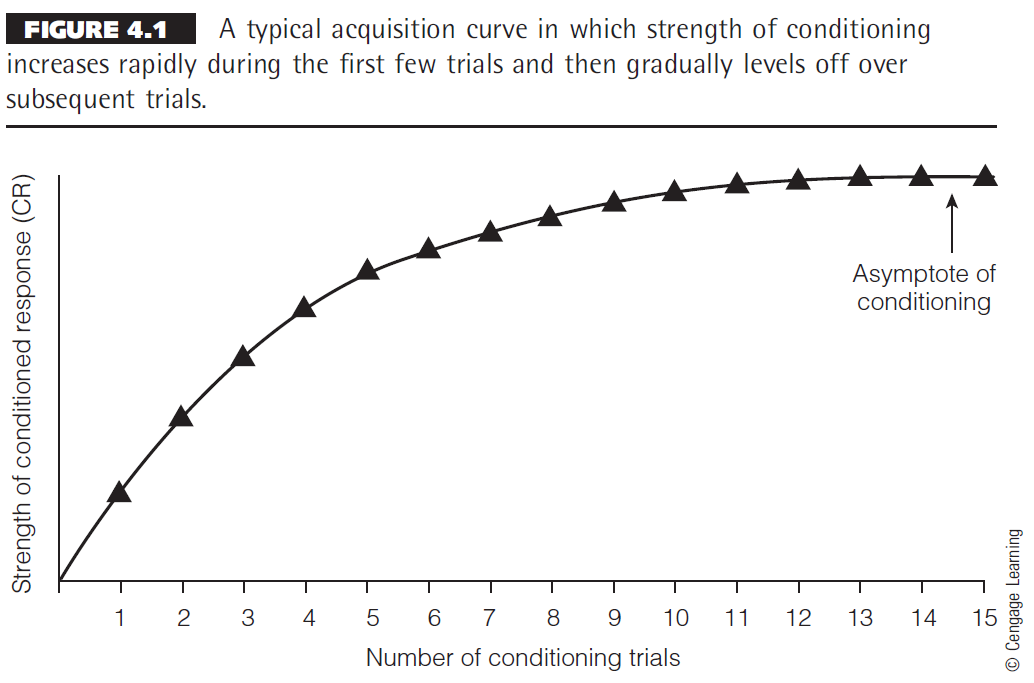 FIGURE 4.1 A typical acquisition curve in which strength of conditioning
increases rapidly during the first few trials and then gradually levels off over
subsequent trials.
Strength of conditioned response (CR)
Asymptote of
conditioning
1 2 3 4 5 6 7 8 9 10 11 12 13 14 15
Number of conditioning trials
© Cengage Learning